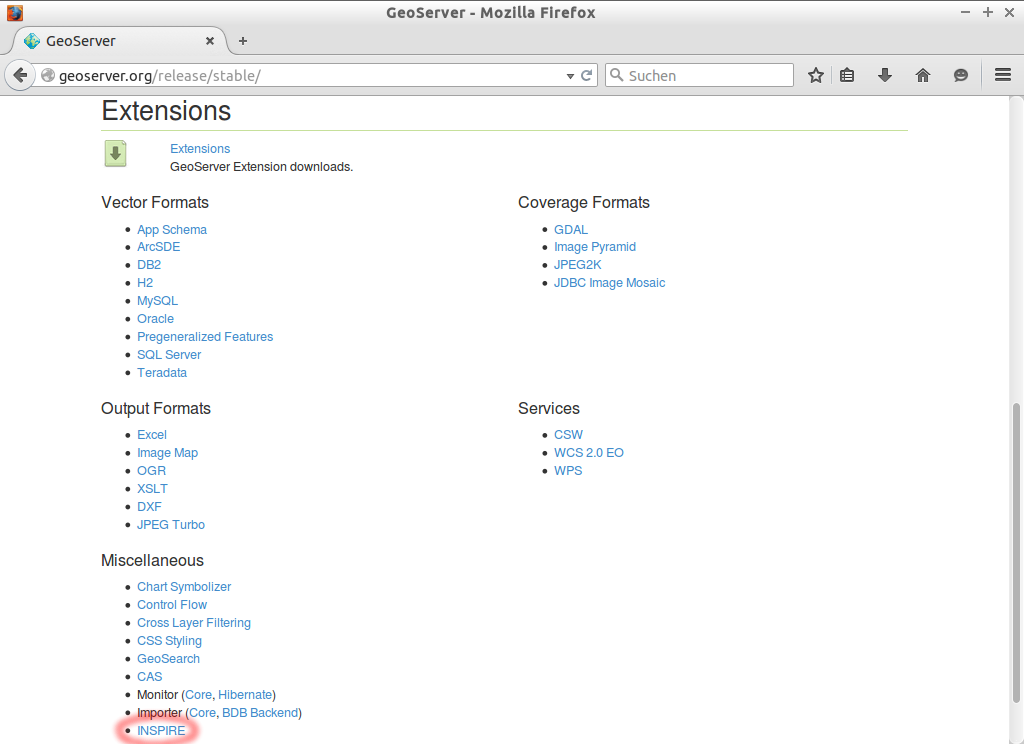 GeoServer - Mozilla Firefox
GeoServer
geoserver.org/release/stable/
Suchen
Extensions
Extensions
GeoServer Extension downloads.
Vector Formats
App Schema
ArcSDE
DB2
H2
MySQL
Oracle
Pregeneralized Features
SQL Server
Teradata
Coverage Formats
GDAL
Image Pyramid
JPEG2K
JDBC Image Mosaic
Output Formats
Excel
Image Map
OGR
XSLT
DXF
JPEG Turbo
Services
CSW
WCS 2.0 EO
WPS
Miscellaneous
Chart Symbolizer
Control Flow
Cross Layer Filtering
CSS Styling
GeoSearch
CAS
Monitor (Core, Hibernate)
Importer (Core, BDB Backend)
INSPIRE